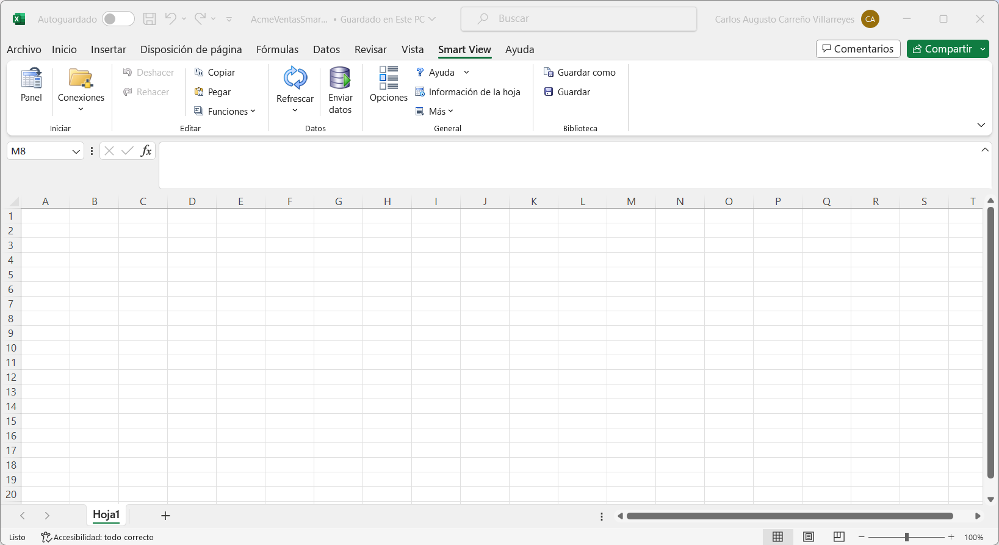 Autoguardado AcmeVentasSmar... • Guardado en Este PC Buscar Carlos Augusto Carreño Villarreyes CA
Archivo Inicio Insertar Disposición de página Fórmulas Datos Revisar Vista Smart View Ayuda Comentarios Compartir
Panel
Conexiones
Iniciar
Deshacer
Rehacer
Copiar
Pegar
Funciones
Editar
Refrescar
Enviar
datos
Datos
Opciones
Ayuda
Información de la hoja
Más
General
Guardar como
Guardar
Biblioteca
M8 fx
A B C D E F G H I J K L M N O P Q R S T
1
2
3
4
5
6
7
8
9
10
11
12
13
14
15
16
17
18
19
20
Hoja1
Listo Accesibilidad: todo correcto 100%